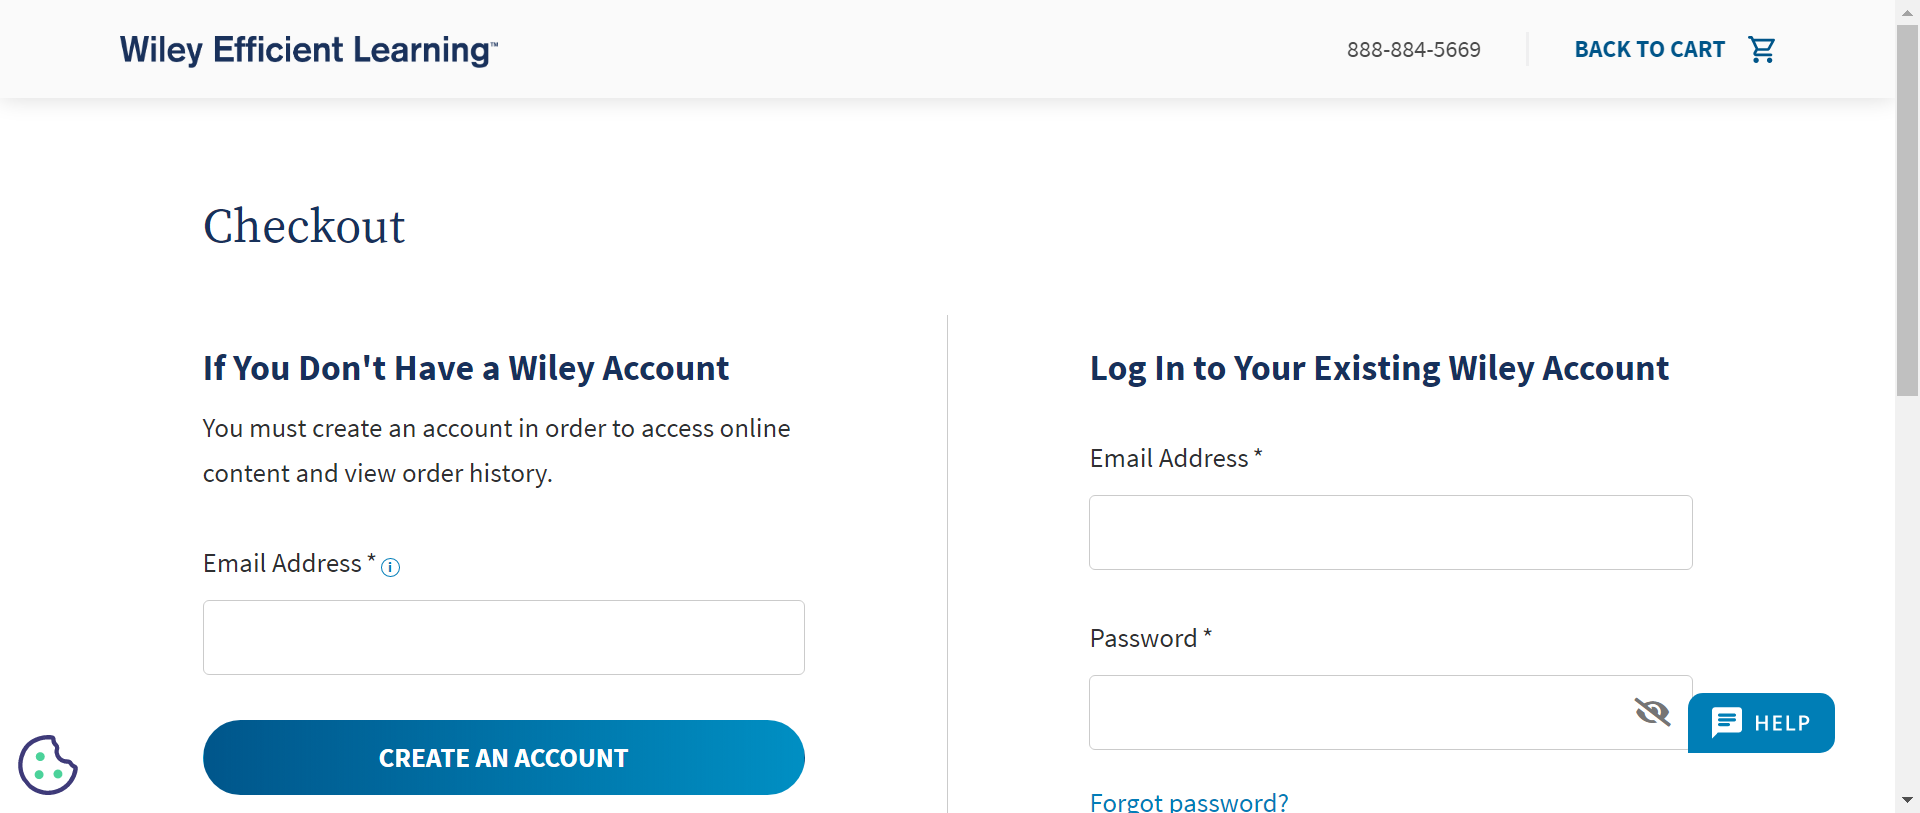 Wiley Efficient Learning™
888-884-5669
BACK TO CART
Checkout
If You Don't Have a Wiley Account
You must create an account in order to access online
content and view order history.
Email Address *
CREATE AN ACCOUNT
Log In to Your Existing Wiley Account
Email Address *
Password *
HELP
Forgot password?